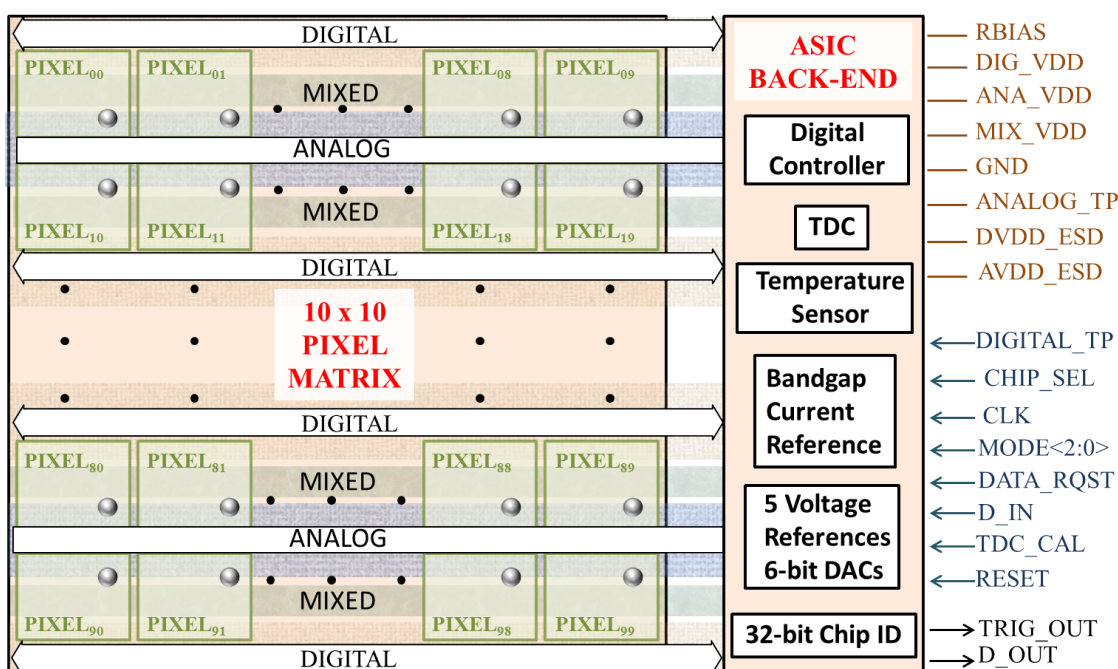 DIGITAL
PIXEL00 PIXEL01 PIXEL08 PIXEL09
MIXED
ANALOG
MIXED
PIXEL10 PIXEL11 PIXEL18 PIXEL19
DIGITAL
10 x 10
PIXEL
MATRIX
DIGITAL
PIXEL80 PIXEL81 PIXEL88 PIXEL89
MIXED
ANALOG
MIXED
PIXEL90 PIXEL91 PIXEL98 PIXEL99
DIGITAL
ASIC
BACK-END
Digital
Controller
TDC
Temperature
Sensor
Bandgap
Current
Reference
5 Voltage
References
6-bit DACs
32-bit Chip ID
RBIAS
DIG_VDD
ANA_VDD
MIX_VDD
GND
ANALOG_TP
DVDD_ESD
AVDD_ESD
DIGITAL_TP
CHIP_SEL
CLK
MODE<2:0>
DATA_RQST
D_IN
TDC_CAL
RESET
TRIG_OUT
D_OUT